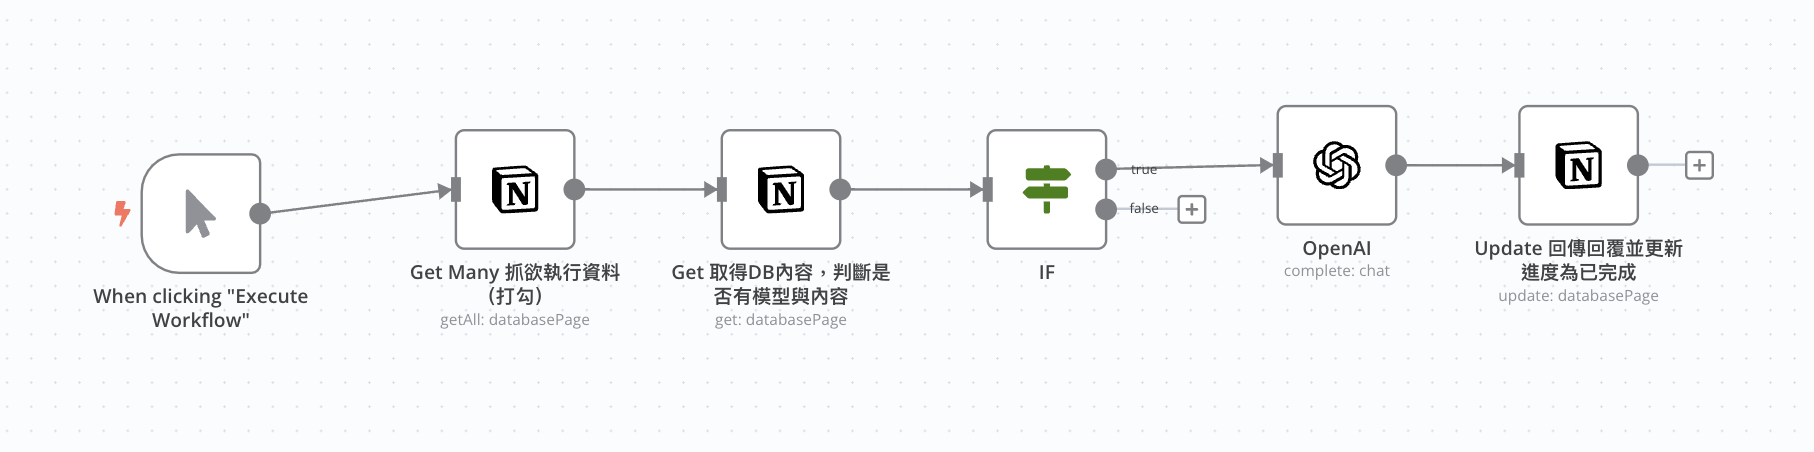 When clicking "Execute
Workflow"
Get Many 抓欲執行資料
（打勾）
getAll: databasePage
Get 取得DB內容，判斷是
否有模型與內容
get: databasePage
IF
true
false
OpenAI
complete: chat
Update 回傳回覆並更新
進度為已完成
update: databasePage